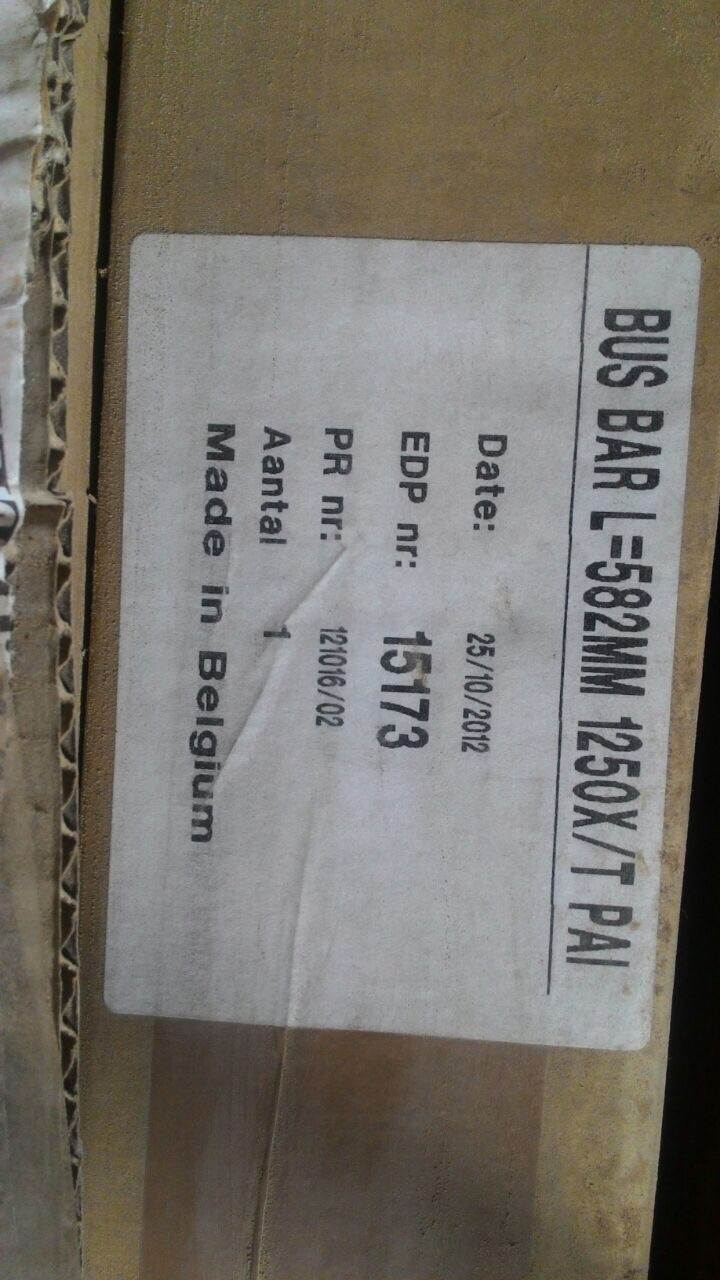 BUS BAR L=582MM 1250X/T PAI
Date: 25/10/2012
EDP nr: 15173
PR nr: 121016/02
Aantal 1
Made in Belgium